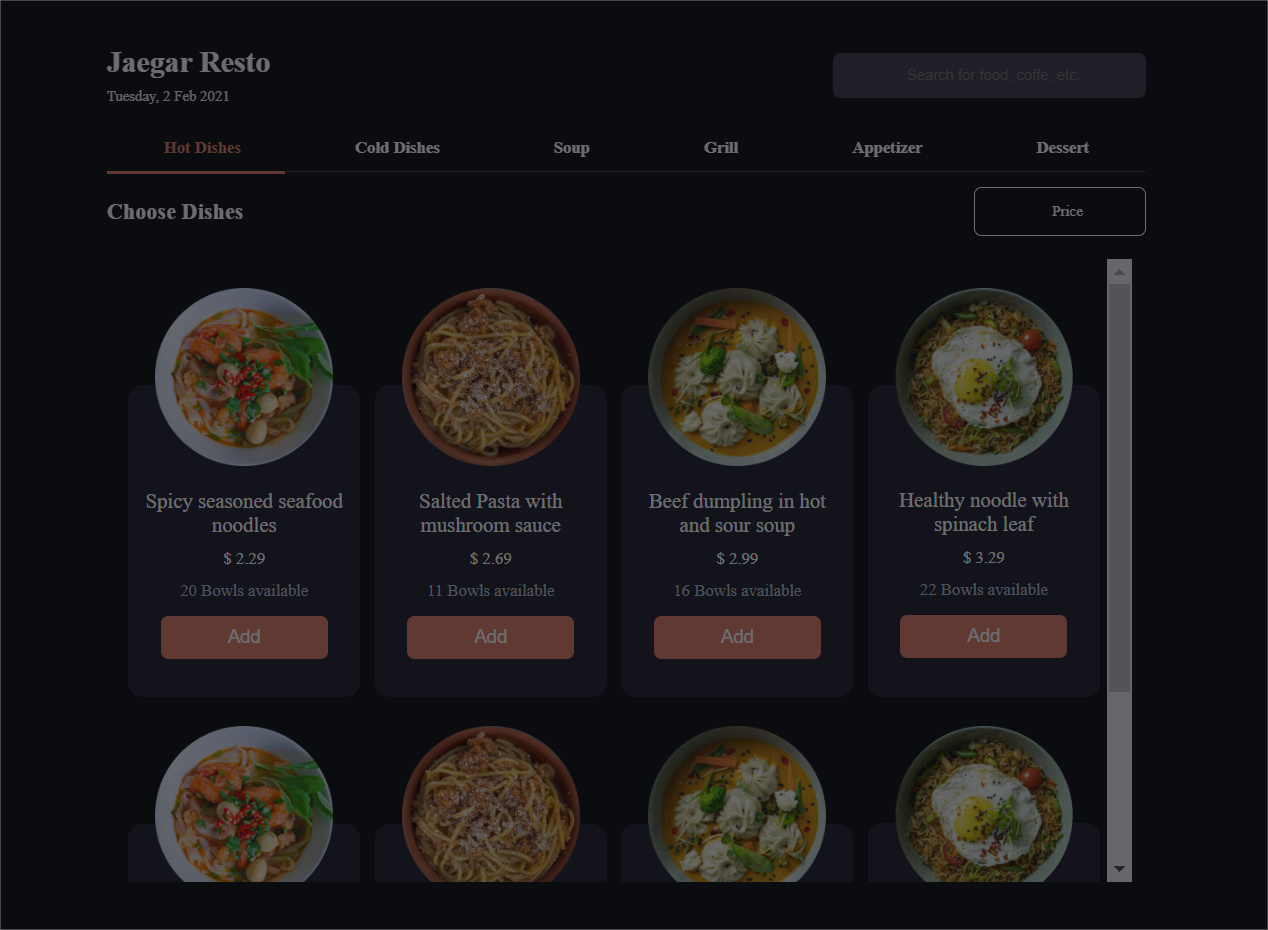 Jaegar Resto
Tuesday, 2 Feb 2021
Search for food, coffe, etc..
Hot Dishes Cold Dishes Soup Grill Appetizer Dessert
Choose Dishes
Price
Spicy seasoned seafood
noodles
$ 2.29
20 Bowls available
Add
Salted Pasta with
mushroom sauce
$ 2.69
11 Bowls available
Add
Beef dumpling in hot
and sour soup
$ 2.99
16 Bowls available
Add
Healthy noodle with
spinach leaf
$ 3.29
22 Bowls available
Add